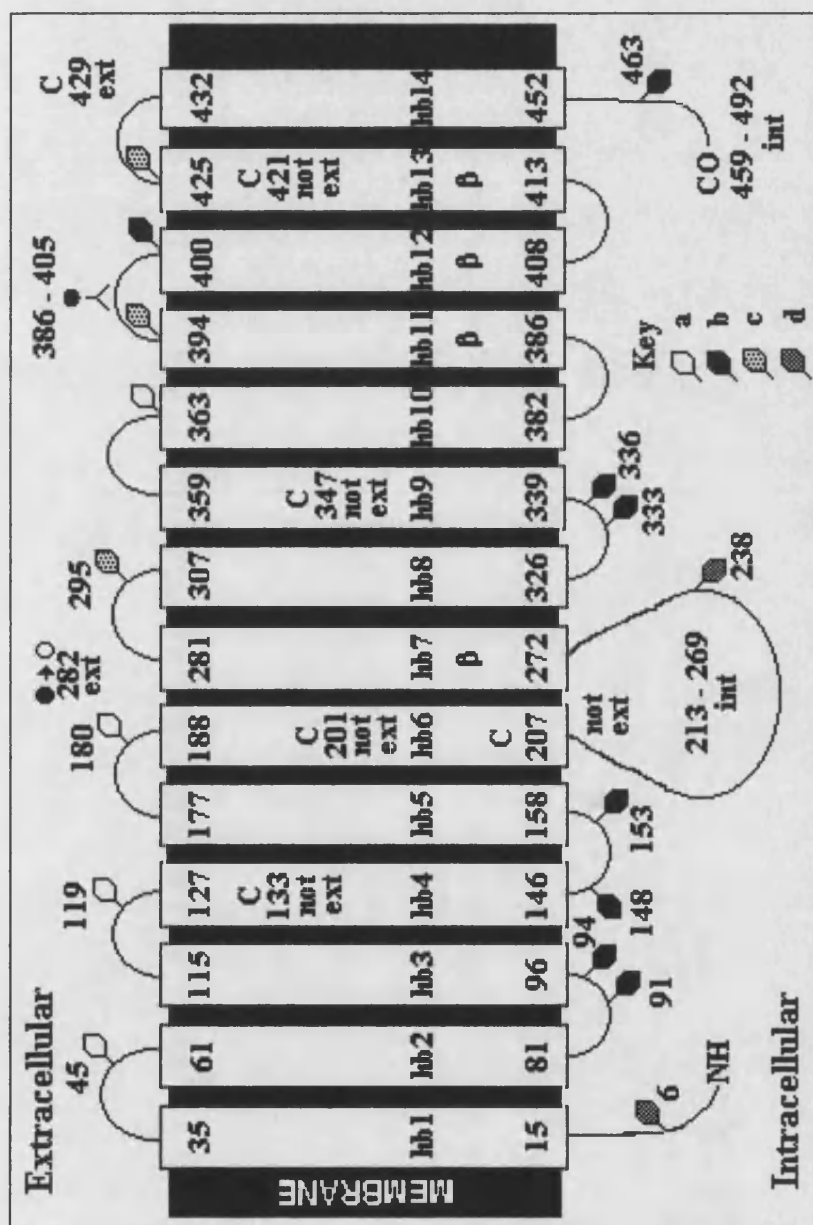 Extracellular
45
119
180
282
ext
295
386 - 405
C
429
ext
MEMBRANE
35
61
115
127
177
188
281
307
359
363
394
400
425
432
C
133
not
ext
C
201
not
ext
C
347
not
ext
C
421
not
ext
hb1
hb2
hb3
hb4
hb5
hb6
hb7
hb8
hb9
hb10
hb11
hb12
hb13
hb14
C
β
β
β
β
15
81
96
146
158
207
272
326
339
382
386
408
413
452
6
NH
91
94
148
153
not
ext
213 - 269
int
238
333
336
463
CO
459 - 492
int
Key
a
b
c
d
Intracellular